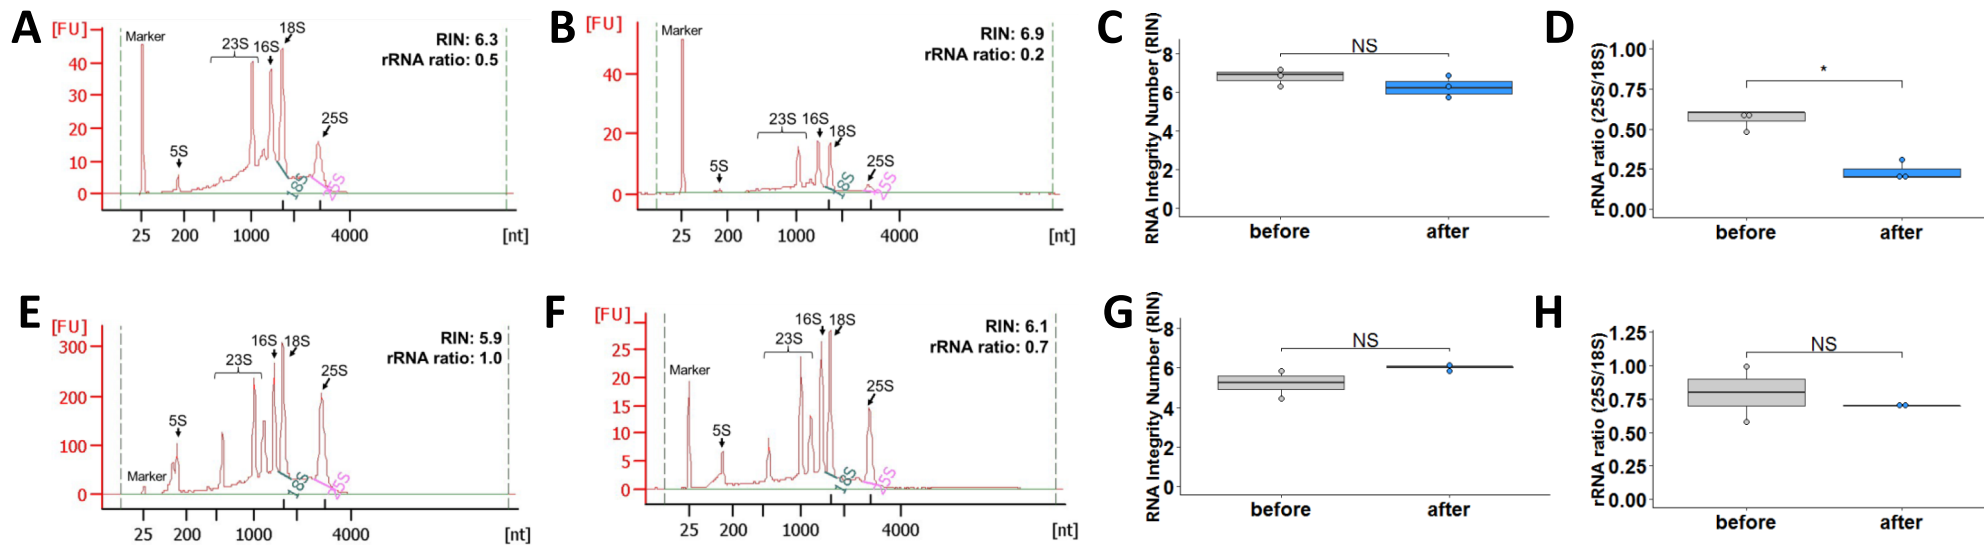 A
[FU]
Marker
23S
16S
18S
RIN: 6.3
rRNA ratio: 0.5
5S
25S
40
30
20
10
0
18S
25S
25
200
1000
4000
[nt]
B
[FU]
Marker
RIN: 6.9
rRNA ratio: 0.2
23S
16S
18S
5S
25S
40
20
0
18S
25S
25
200
1000
4000
[nt]
C
RNA Integrity Number (RIN)
8
6
4
2
0
NS
before
after
D
rRNA ratio (25S/18S)
1.00
0.75
0.50
0.25
0.00
*
before
after
E
[FU]
RIN: 5.9
rRNA ratio: 1.0
23S
16S
18S
25S
5S
Marker
300
200
100
0
18S
25S
25
200
1000
4000
[nt]
F
[FU]
RIN: 6.1
rRNA ratio: 0.7
Marker
23S
16S
18S
25S
5S
25
20
15
10
5
0
18S
25S
25
200
1000
4000
[nt]
G
RNA Integrity Number (RIN)
8
6
4
2
0
NS
before
after
H
rRNA ratio (25S/18S)
1.25
1.00
0.75
0.50
0.25
0.00
NS
before
after